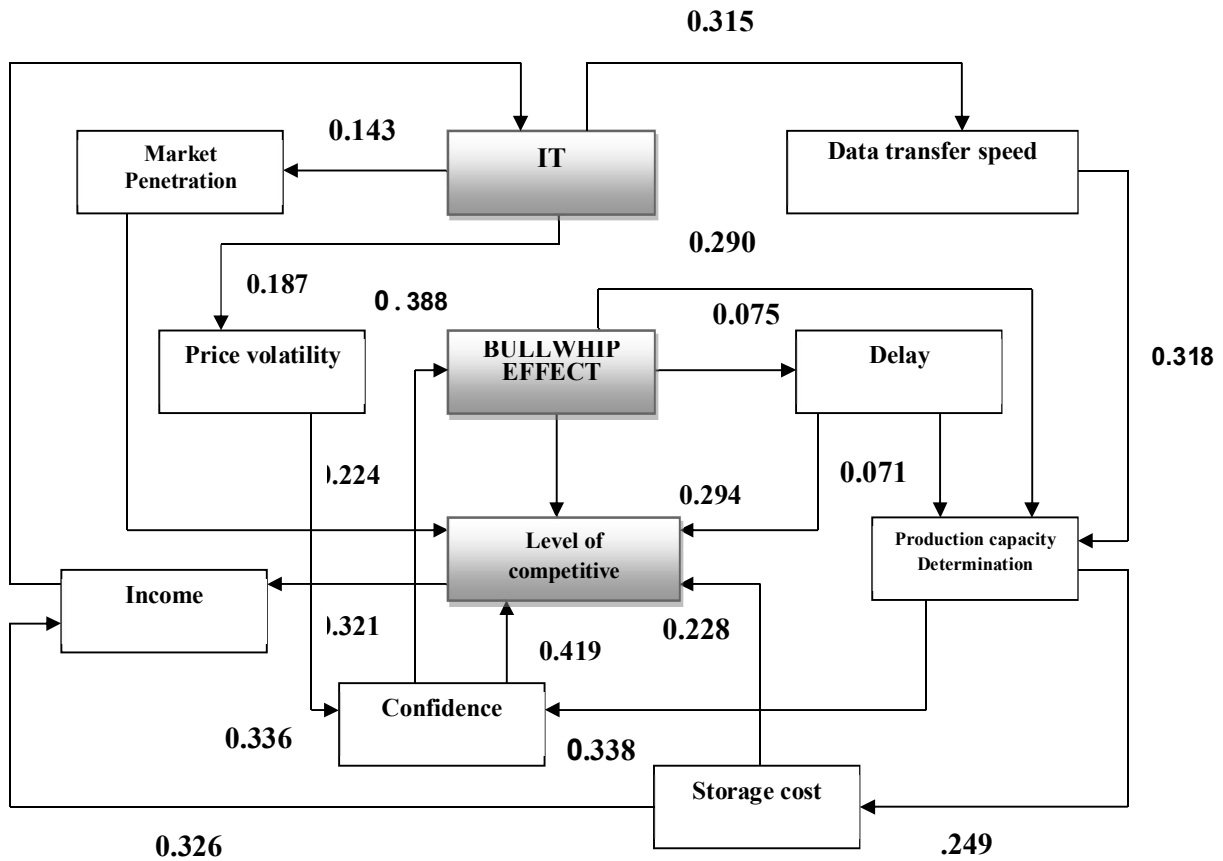 0.315
0.143
IT
Data transfer speed
Market
Penetration
0.290
0.187
0.388
0.075
Price volatility
BULLWHIP
EFFECT
Delay
0.318
0.224
0.294
0.071
Level of
competitive
Production capacity
Determination
Income
0.321
0.228
0.419
Confidence
0.336
0.338
Storage cost
0.326
.249